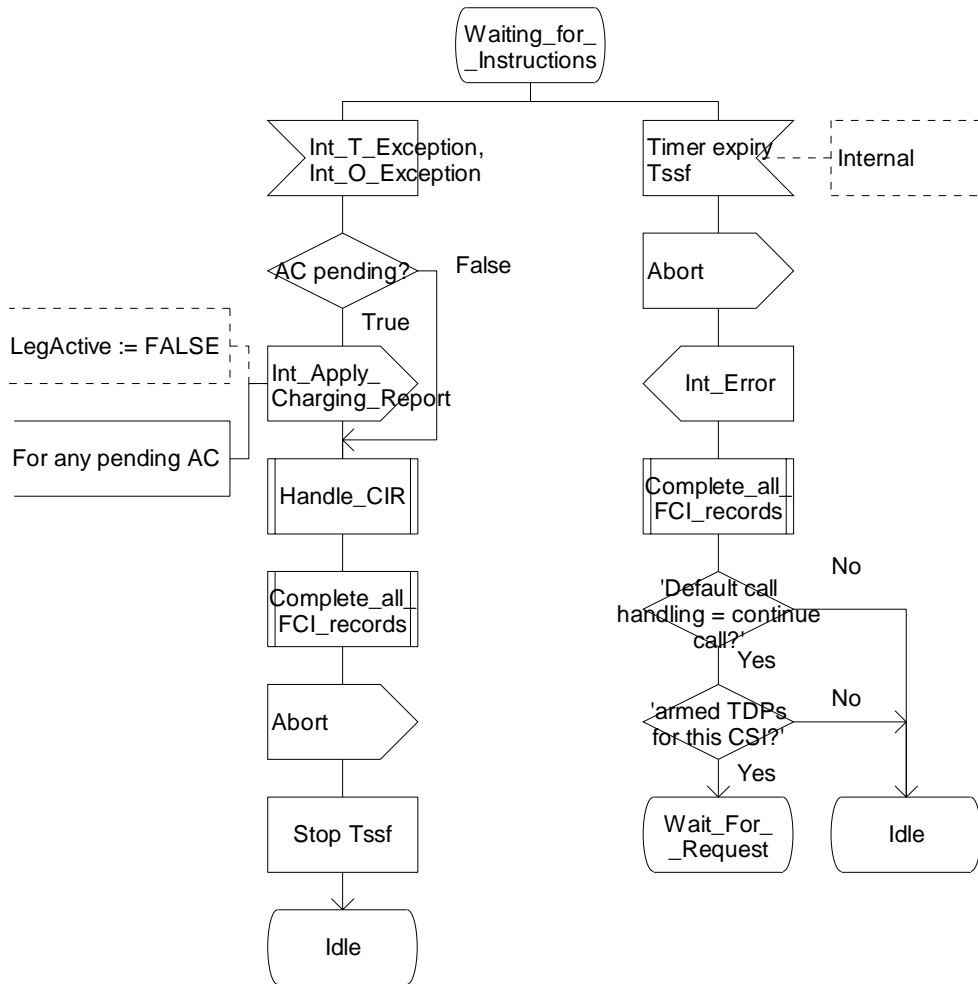 Waiting_for_
_Instructions
Int_T_Exception,
Int_O_Exception
Timer expiry
Tssf
Internal
AC pending?
False
Abort
True
LegActive := FALSE
Int_Apply_
Charging_Report
Int_Error
For any pending AC
Handle_CIR
Complete_all_
FCI_records
No
Complete_all_
FCI_records
'Default call
handling = continue
call?'
Yes
Abort
'armed TDPs
for this CSI?'
No
Yes
Stop Tssf
Wait_For_
_Request
Idle
Idle